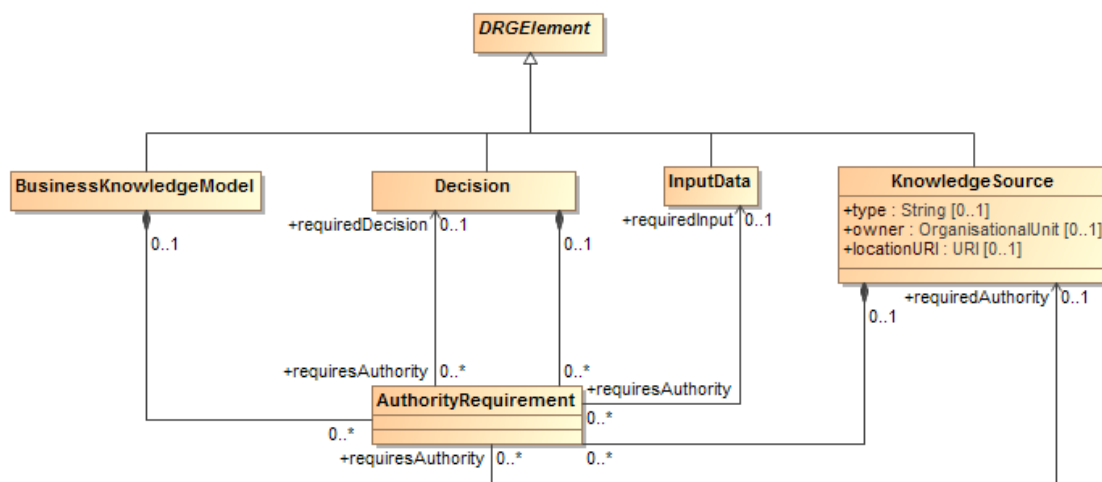 DRGElement
BusinessKnowledgeModel
Decision
InputData
KnowledgeSource
+type : String [0..1]
+owner : OrganisationalUnit [0..1]
+locationURI : URI [0..1]
+requiredDecision
0..1
0..1
0..1
+requiredInput
0..1
+requiredAuthority
0..1
0..1
+requiresAuthority
0..*
0..*
+requiresAuthority
AuthorityRequirement
0..*
0..*
+requiresAuthority
0..*
0..*